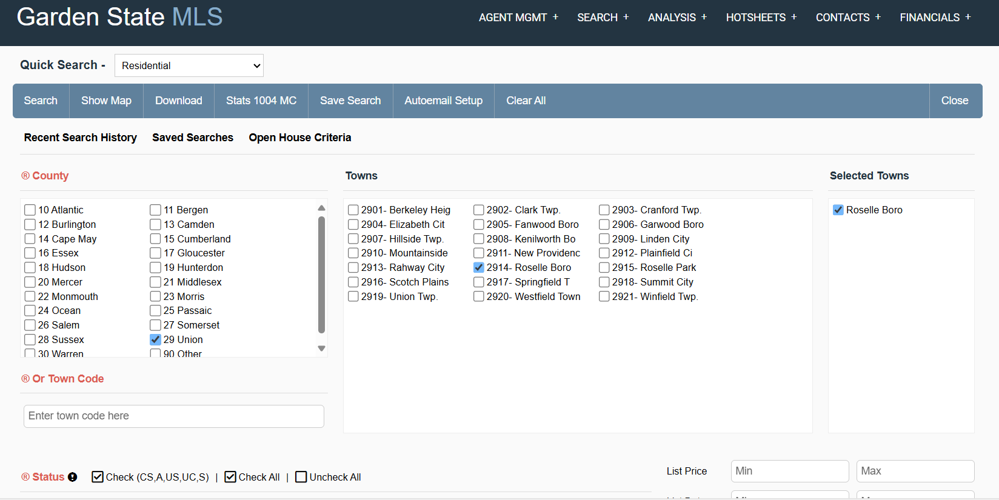 Garden State MLS
AGENT MGMT + SEARCH + ANALYSIS + HOTSHEETS + CONTACTS + FINANCIALS +
Quick Search - Residential
Search Show Map Download Stats 1004 MC Save Search Autoemail Setup Clear All Close
Recent Search History Saved Searches Open House Criteria
® County
10 Atlantic 11 Bergen
12 Burlington 13 Camden
14 Cape May 15 Cumberland
16 Essex 17 Gloucester
18 Hudson 19 Hunterdon
20 Mercer 21 Middlesex
22 Monmouth 23 Morris
24 Ocean 25 Passaic
26 Salem 27 Somerset
28 Sussex 29 Union
30 Warren 90 Other
® Or Town Code
Enter town code here
Towns
2901- Berkeley Heig 2902- Clark Twp. 2903- Cranford Twp.
2904- Elizabeth Cit 2905- Fanwood Boro 2906- Garwood Boro
2907- Hillside Twp. 2908- Kenilworth Bo 2909- Linden City
2910- Mountainside 2911- New Providenc 2912- Plainfield Ci
2913- Rahway City 2914- Roselle Boro 2915- Roselle Park
2916- Scotch Plains 2917- Springfield T 2918- Summit City
2919- Union Twp. 2920- Westfield Town 2921- Winfield Twp.
Selected Towns
Roselle Boro
® Status Check (CS,A,US,UC,S) | Check All | Uncheck All
List Price Min Max